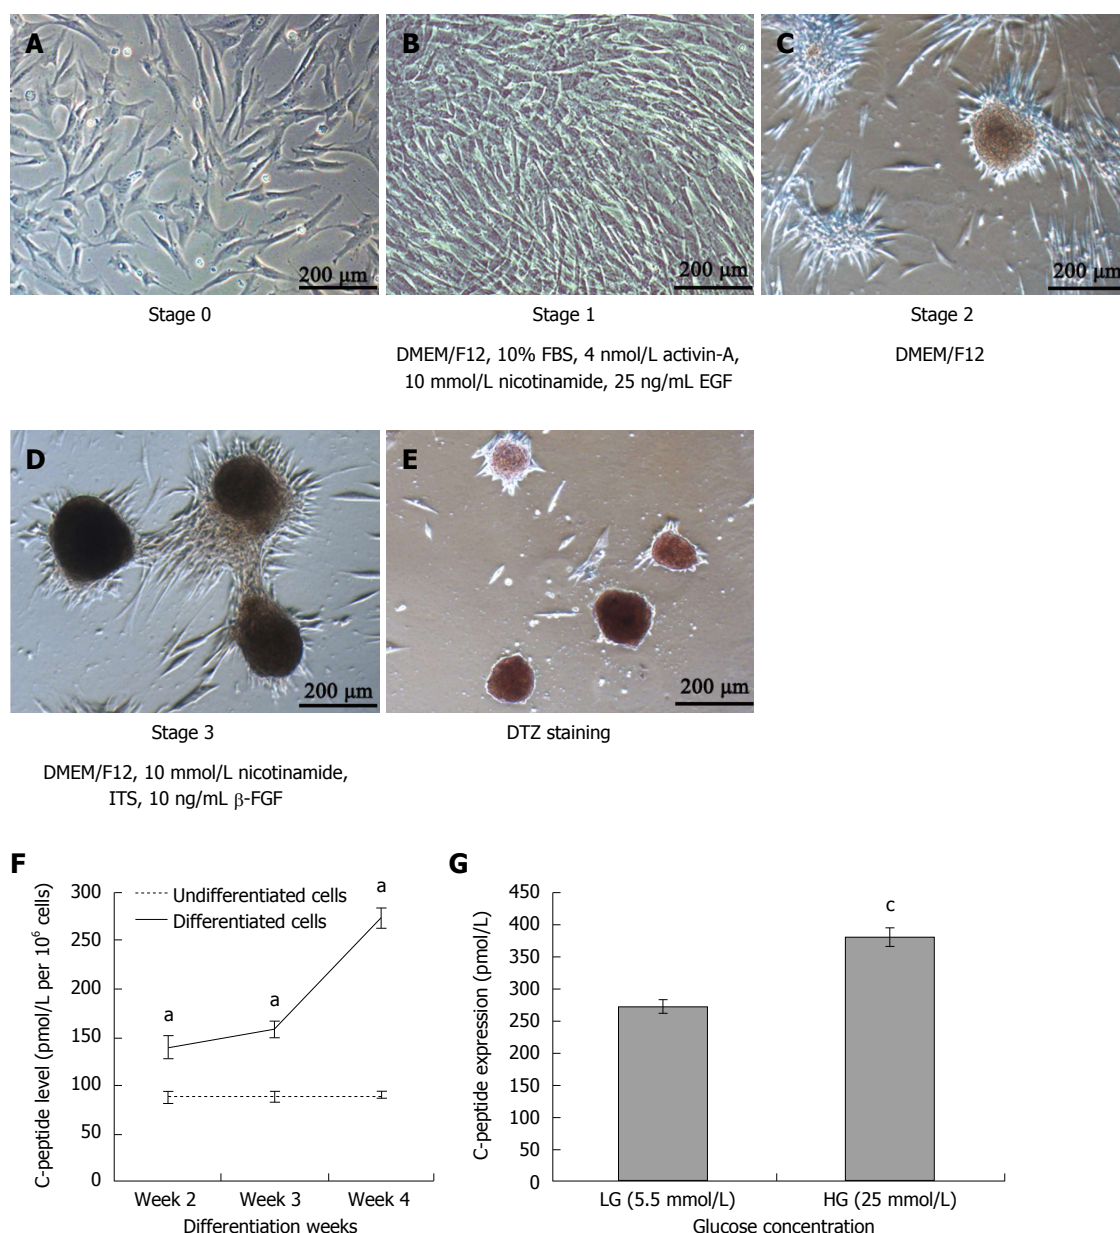 A
200 µm
Stage 0
B
200 µm
Stage 1
DMEM/F12, 10% FBS, 4 nmol/L activin-A,
10 mmol/L nicotinamide, 25 ng/mL EGF
C
200 µm
Stage 2
DMEM/F12
D
200 µm
Stage 3
DMEM/F12, 10 mmol/L nicotinamide,
ITS, 10 ng/mL β-FGF
E
200 µm
DTZ staining
F
C-peptide level (pmol/L per 10⁶ cells)
300
250
200
150
100
50
0
Undifferentiated cells
Differentiated cells
a
a
a
Week 2
Week 3
Week 4
Differentiation weeks
G
C-peptide expression (pmol/L)
450
400
350
300
250
200
150
100
50
0
c
LG (5.5 mmol/L)
HG (25 mmol/L)
Glucose concentration